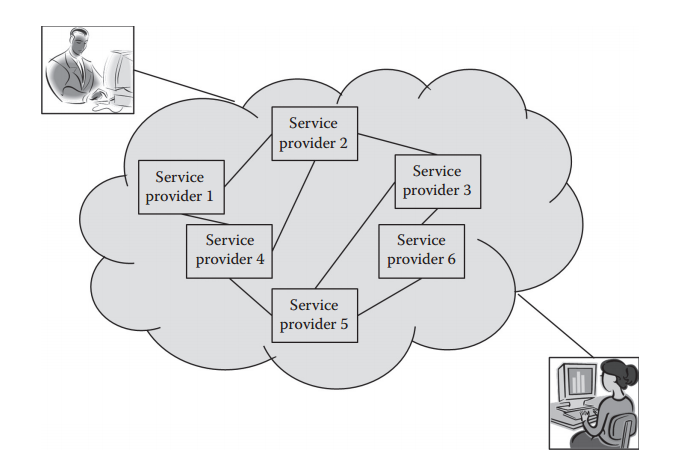 Service
provider 2
Service
provider 3
Service
provider 1
Service
provider 4
Service
provider 6
Service
provider 5